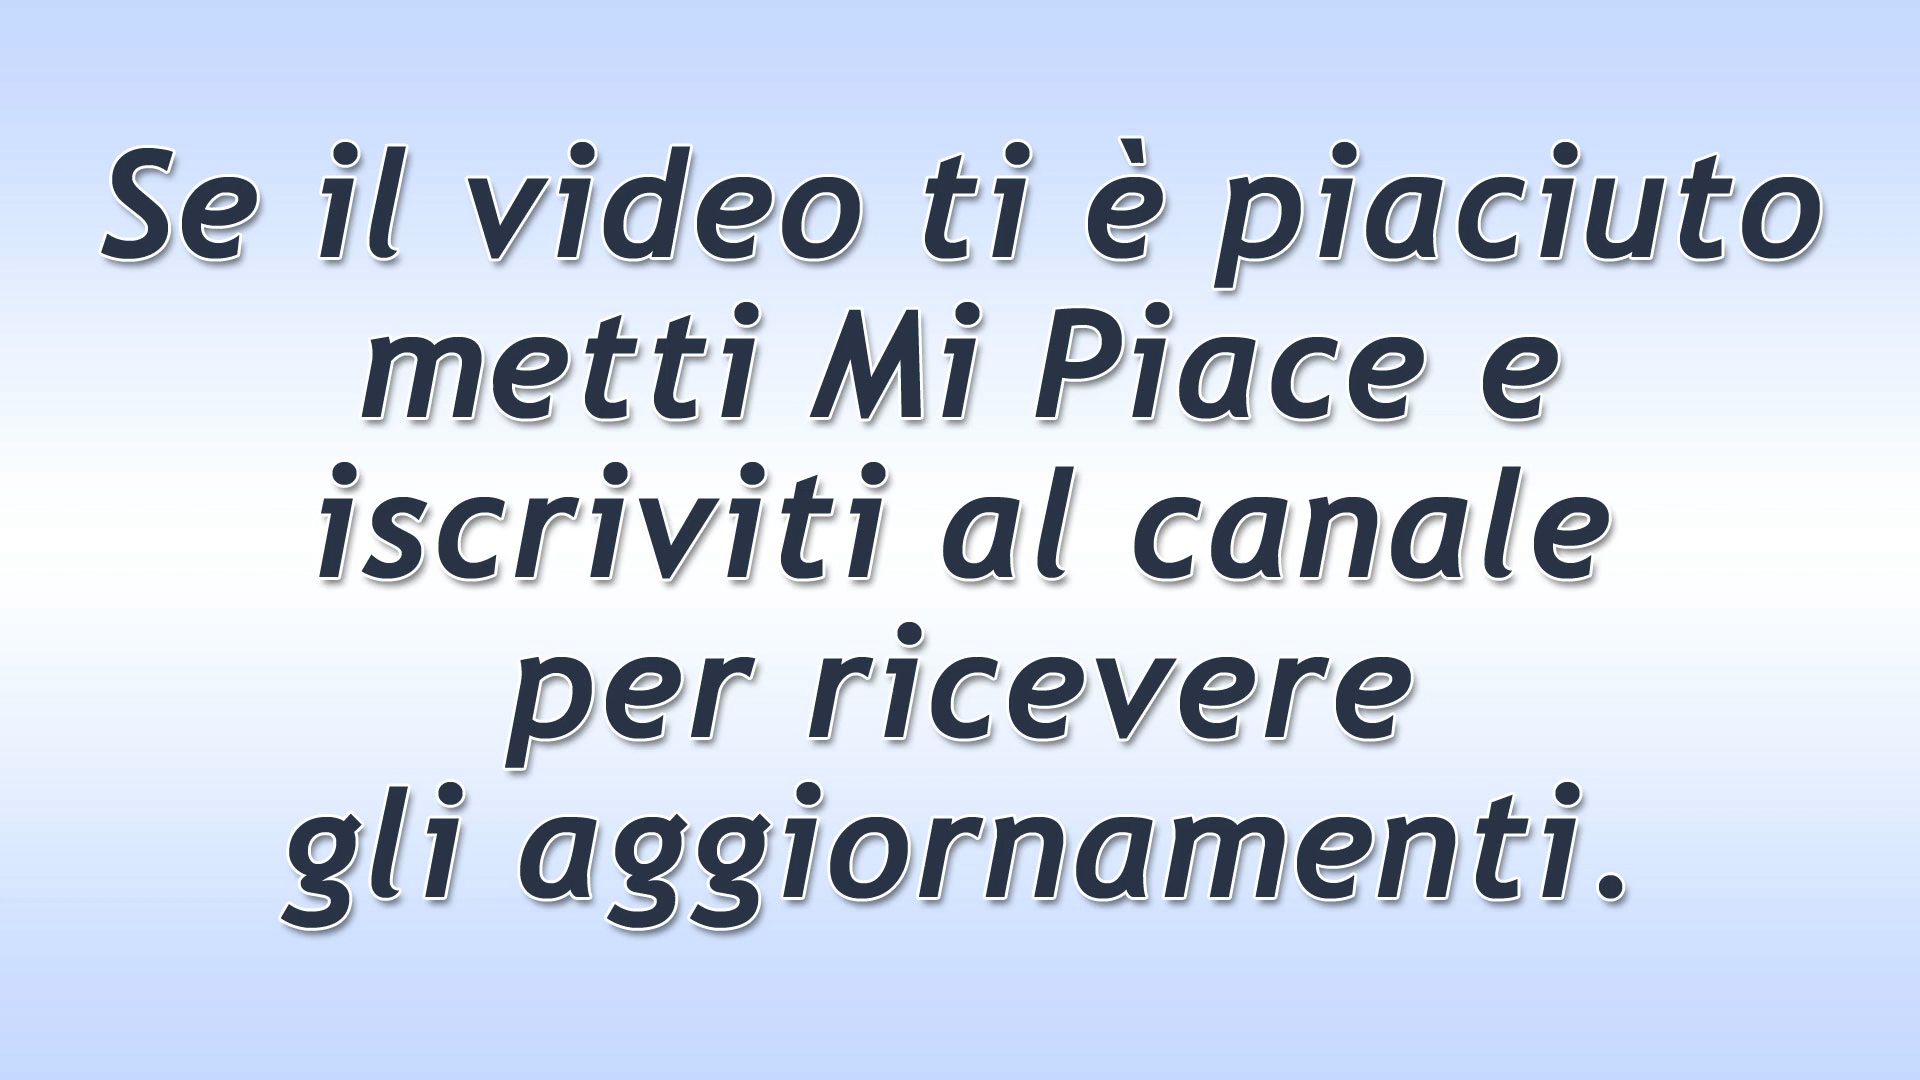 Se il video ti è piaciuto
metti Mi Piace e
iscriviti al canale
per ricevere
gli aggiornamenti.